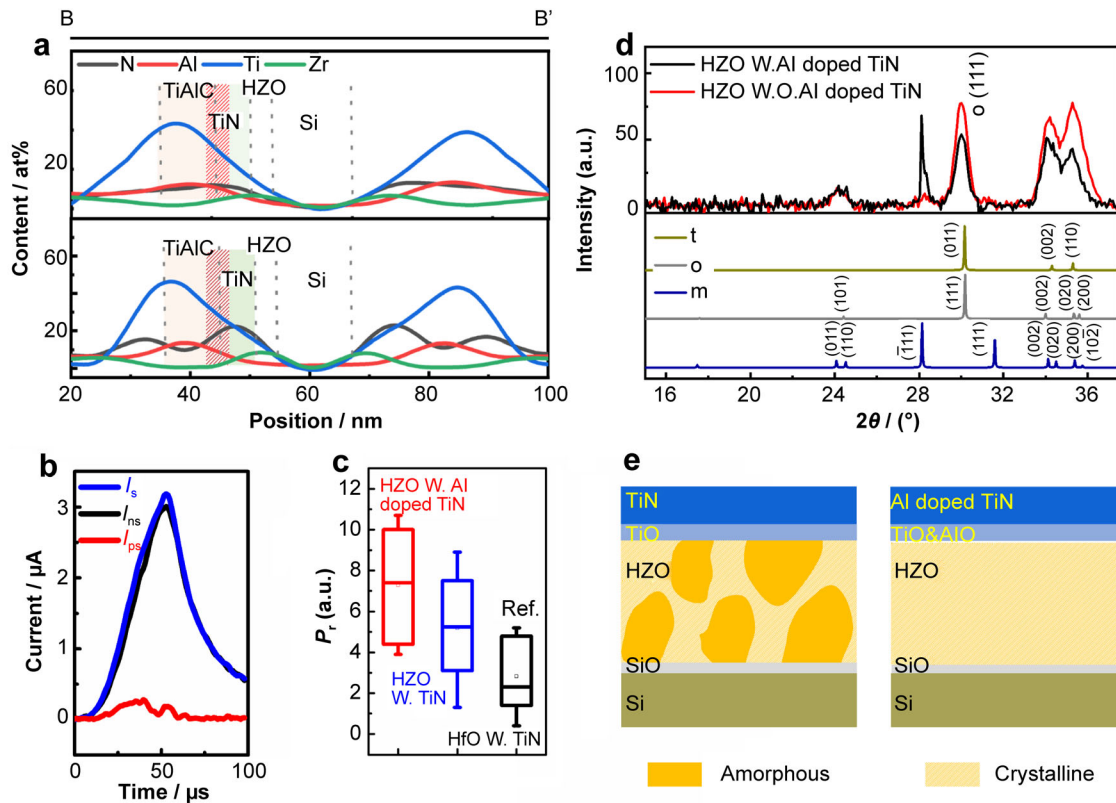 B B’
a
N Al Ti Zr
60
TiAlC HZO
TiN Si
20
60
TiAlC HZO
TiN Si
40
20
0
Content / at%
20 40 60 80 100
Position / nm
b
Iₛ
Iₙₛ
Iₚₛ
3
2
1
0
Current / µA
0 50 100
Time / µs
c
12
10
8
6
4
2
0
Pᵣ (a.u.)
HZO W. Al
doped TiN
HZO
W. TiN
Ref.
HfO W. TiN
d
HZO W.Al doped TiN
HZO W.O.Al doped TiN
o (111)
100
50
0
Intensity (a.u.)
t
o
m
(011) (002) (110)
(101) (111) (002) (020) (200)
(011) (110) (1̅11) (111) (002) (020) (200) (102)
16 20 24 28 32 36
2θ / (°)
e
TiN
TiO
HZO
SiO
Si
Al doped TiN
TiO&AlO
HZO
SiO
Si
Amorphous Crystalline